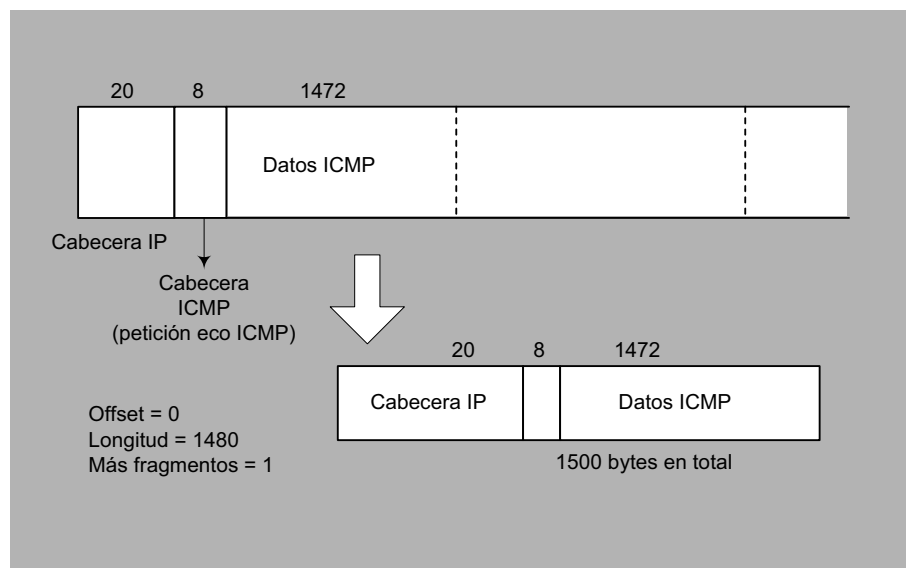 20 8 1472
Datos ICMP
Cabecera IP
Cabecera
ICMP
(petición eco ICMP)
20 8 1472
Cabecera IP Datos ICMP
Offset = 0
Longitud = 1480
Más fragmentos = 1
1500 bytes en total